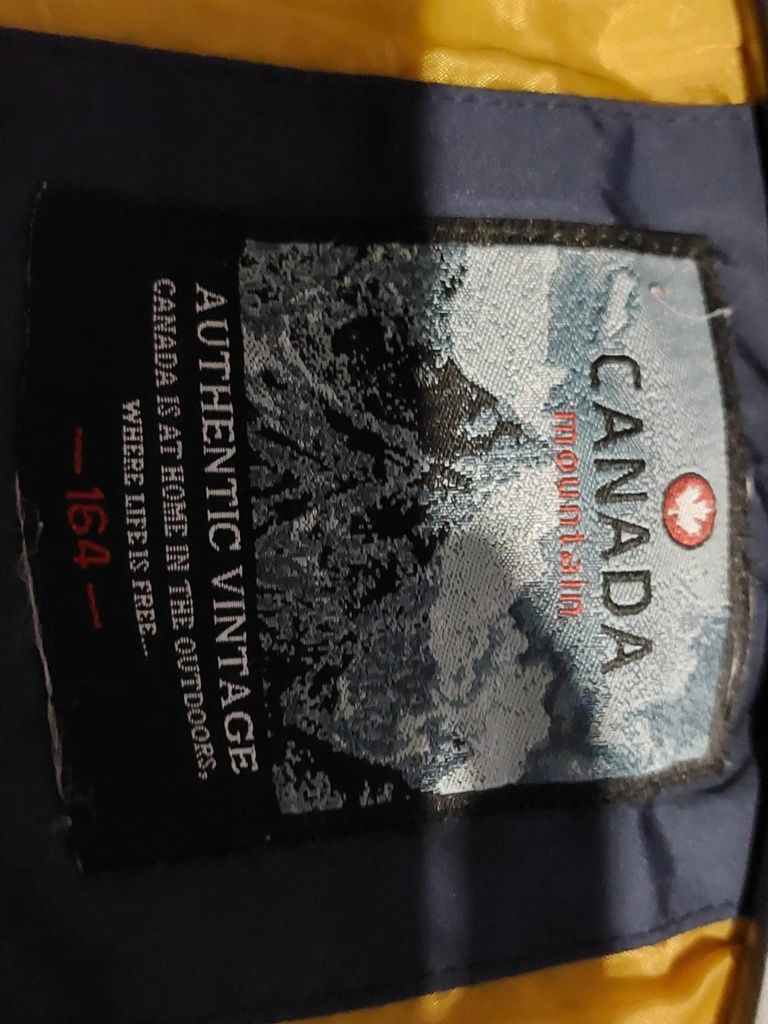 CANADA
mountain
AUTHENTIC VINTAGE
CANADA IS AT HOME IN THE OUTDOORS,
WHERE LIFE IS FREE...
— 164 —